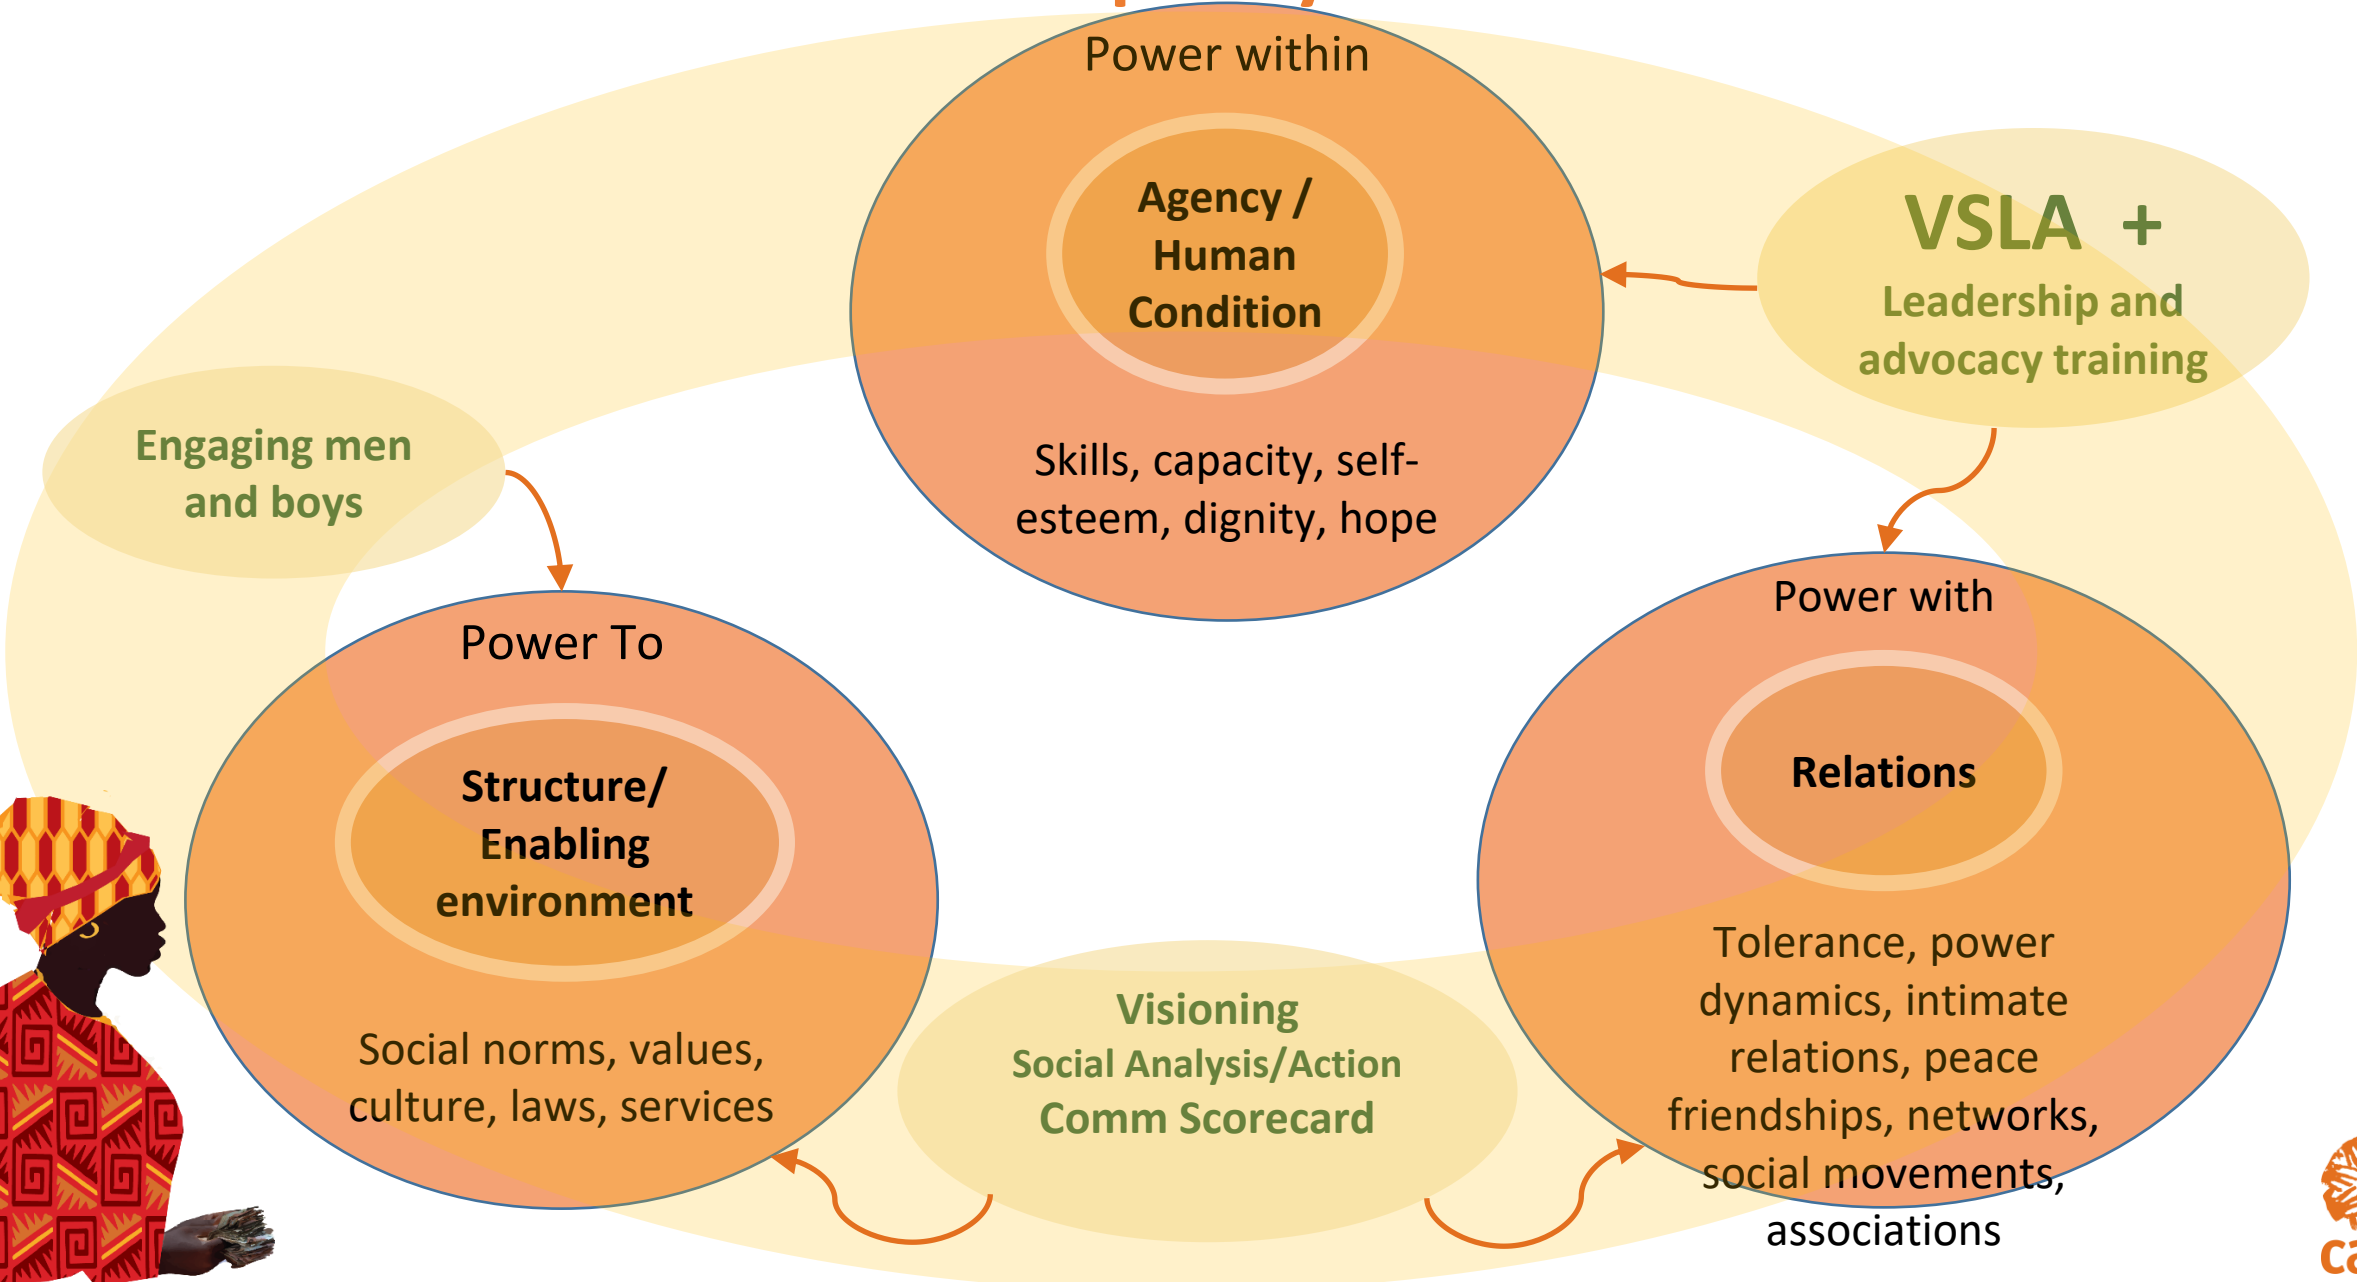 Power within
Agency /
Human
Condition
Skills, capacity, self-
esteem, dignity, hope
VSLA +
Leadership and
advocacy training
Engaging men
and boys
Power To
Structure/
Enabling
environment
Social norms, values,
culture, laws, services
Power with
Relations
Tolerance, power
dynamics, intimate
relations, peace
friendships, networks,
social movements,
associations
Visioning
Social Analysis/Action
Comm Scorecard